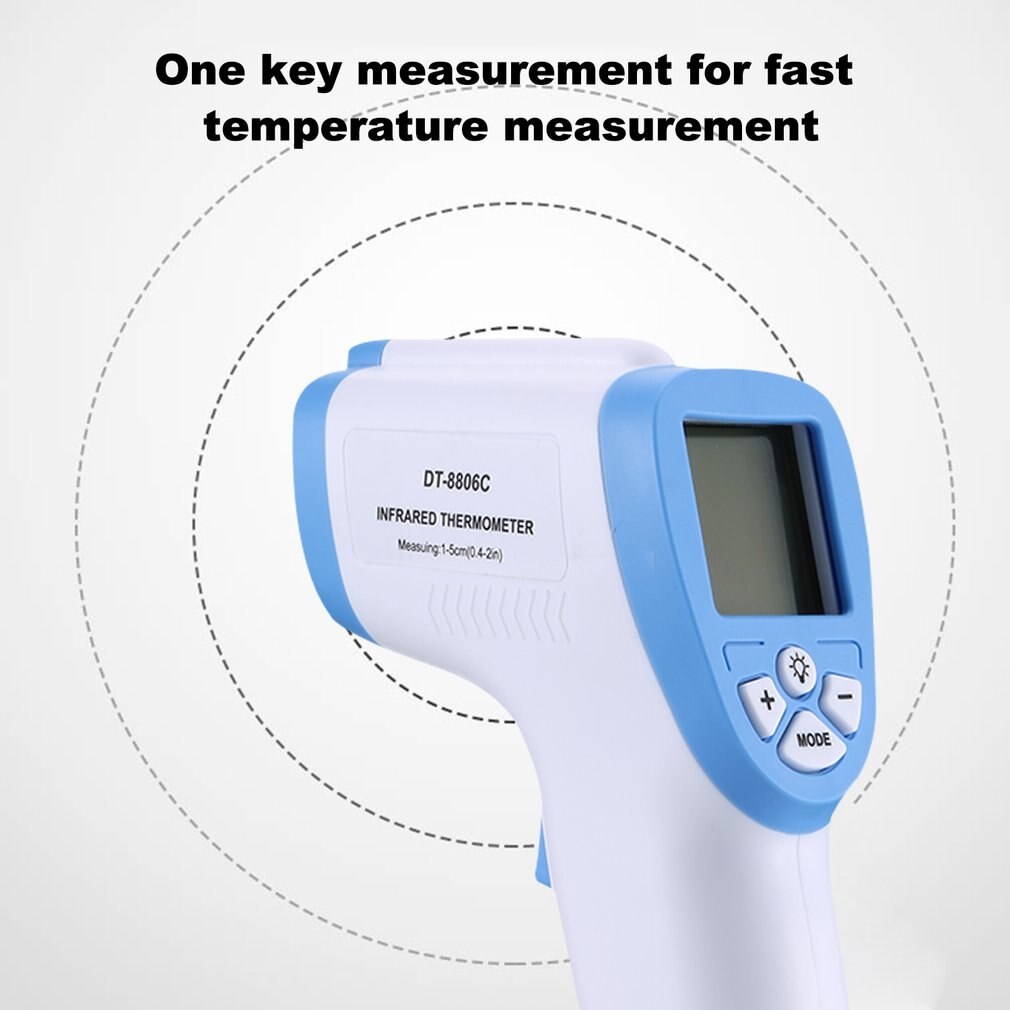 One key measurement for fast
temperature measurement
DT-8806C
INFRARED THERMOMETER
Measuing:1-5cm(0.4-2in)
+
−
MODE